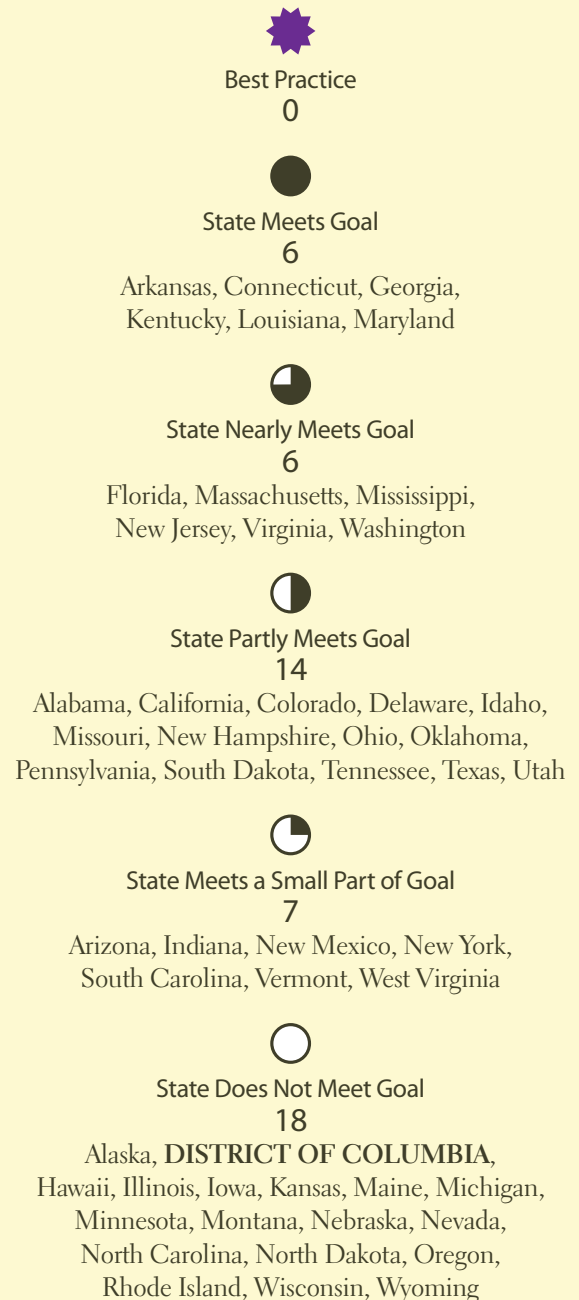 Best Practice
0
State Meets Goal
6
Arkansas, Connecticut, Georgia,
Kentucky, Louisiana, Maryland
State Nearly Meets Goal
6
Florida, Massachusetts, Mississippi,
New Jersey, Virginia, Washington
State Partly Meets Goal
14
Alabama, California, Colorado, Delaware, Idaho,
Missouri, New Hampshire, Ohio, Oklahoma,
Pennsylvania, South Dakota, Tennessee, Texas, Utah
State Meets a Small Part of Goal
7
Arizona, Indiana, New Mexico, New York,
South Carolina, Vermont, West Virginia
State Does Not Meet Goal
18
Alaska, DISTRICT OF COLUMBIA,
Hawaii, Illinois, Iowa, Kansas, Maine, Michigan,
Minnesota, Montana, Nebraska, Nevada,
North Carolina, North Dakota, Oregon,
Rhode Island, Wisconsin, Wyoming